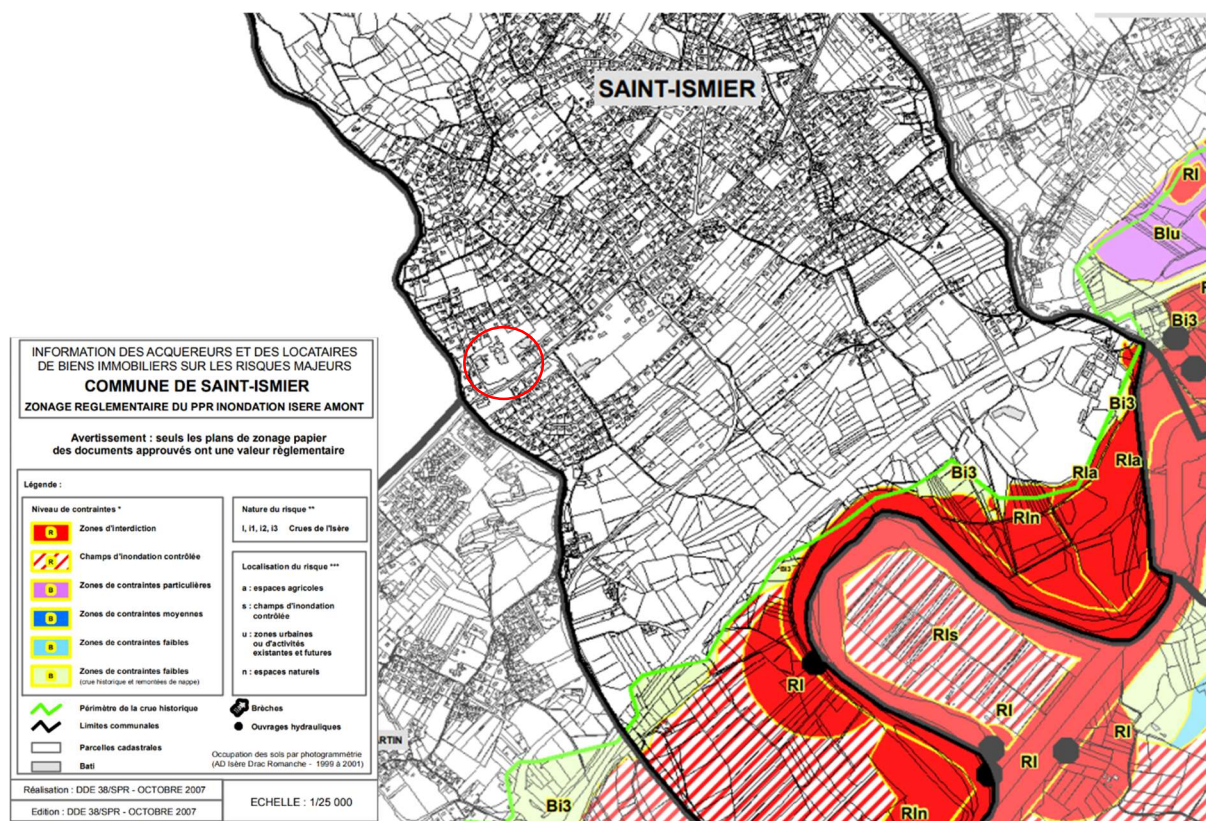 SAINT-ISMIER
RI
Blu
Bi3
Bi3
RIa
RIa
Bi3
RIn
"Bi3
RIs
RI
RI
RI
RI
RIn
Bi3
ARTIN
INFORMATION DES ACQUEREURS ET DES LOCATAIRES
DE BIENS IMMOBILIERS SUR LES RISQUES MAJEURS
COMMUNE DE SAINT-ISMIER
ZONAGE REGLEMENTAIRE DU PPR INONDATION ISERE AMONT
Avertissement : seuls les plans de zonage papier
des documents approuvés ont une valeur règlementaire
Légende :
Niveau de contraintes *
R Zones d'interdiction
R Champs d'inondation contrôlée
B Zones de contraintes particulières
B Zones de contraintes moyennes
B Zones de contraintes faibles
B Zones de contraintes faibles
(crue historique et remontées de nappe)
Nature du risque **
I, i1, i2, i3 Crues de l'Isère
Localisation du risque ***
a : espaces agricoles
s : champs d'inondation
contrôlée
u : zones urbaines
ou d'activités
existantes et futures
n : espaces naturels
Périmètre de la crue historique
Limites communales
Parcelles cadastrales
Bati
Brèches
Ouvrages hydrauliques
Occupation des sols par photogrammétrie
(AD Isère Drac Romanche - 1999 à 2001)
Réalisation : DDE 38/SPR - OCTOBRE 2007
Edition : DDE 38/SPR - OCTOBRE 2007
ECHELLE : 1/25 000